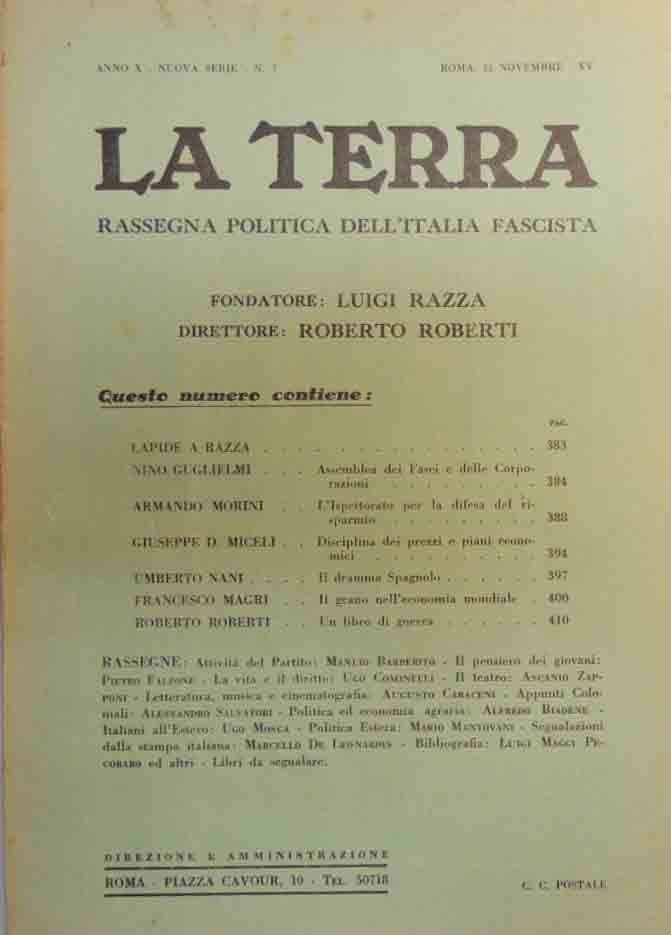 ANNO X - NUOVA SERIE - N. 7
ROMA, 15 NOVEMBRE - XV
LA TERRA
RASSEGNA POLITICA DELL'ITALIA FASCISTA
FONDATORE: LUIGI RAZZA
DIRETTORE: ROBERTO ROBERTI
Questo numero contiene:
PAG.
LAPIDE A RAZZA . . . . . . . . . . . . . . . . 383
NINO GUGLIELMI . . . Assemblea dei Fasci e delle Corpo-
razioni . . . . . . . . . 384
ARMANDO MORINI . . L'Ispettorato per la difesa del ri-
sparmio . . . . . . . . . 388
GIUSEPPE D. MICELI . . Disciplina dei prezzi e piani econo-
mici . . . . . . . . . . 394
UMBERTO NANI . . . . Il dramma Spagnolo . . . . . . 397
FRANCESCO MAGRI . . Il grano nell'economia mondiale . 400
ROBERTO ROBERTI . . Un libro di guerra . . . . . . 410
RASSEGNE: Attività del Partito: MANLIO BARBERITO - Il pensiero dei giovani:
PIETRO FALZONE - La vita e il diritto: UGO COMINELLI - Il teatro: ASCANIO ZAP-
PONI - Letteratura, musica e cinematografia: AUGUSTO CARACENI - Appunti Colo-
niali: ALESSANDRO SALVATORI - Politica ed economia agraria: ALFREDO BIADENE -
Italiani all'Estero: UGO MOSCA - Politica Estera: MARIO MENTOVANI - Segnalazioni
dalla stampa italiana: MARCELLO DE LEONARDIS - Bibliografia: LUIGI MAGGI PE-
CORARO ed altri - Libri da segnalare.
DIREZIONE E AMMINISTRAZIONE
ROMA - PIAZZA CAVOUR, 10 - TEL. 50718
C. C. POSTALE